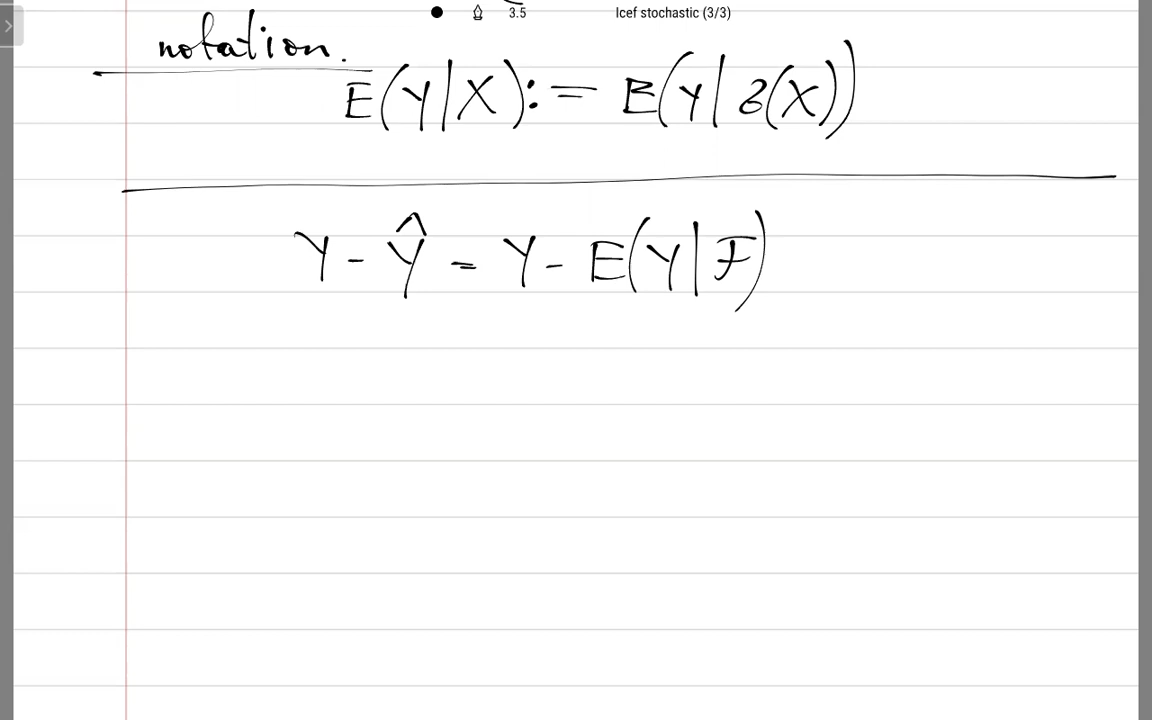 3.5 Icef stochastic (3/3)
notation.
E(Y|X) := E(Y|σ(X))
Y - Ŷ = Y - E(Y|F)